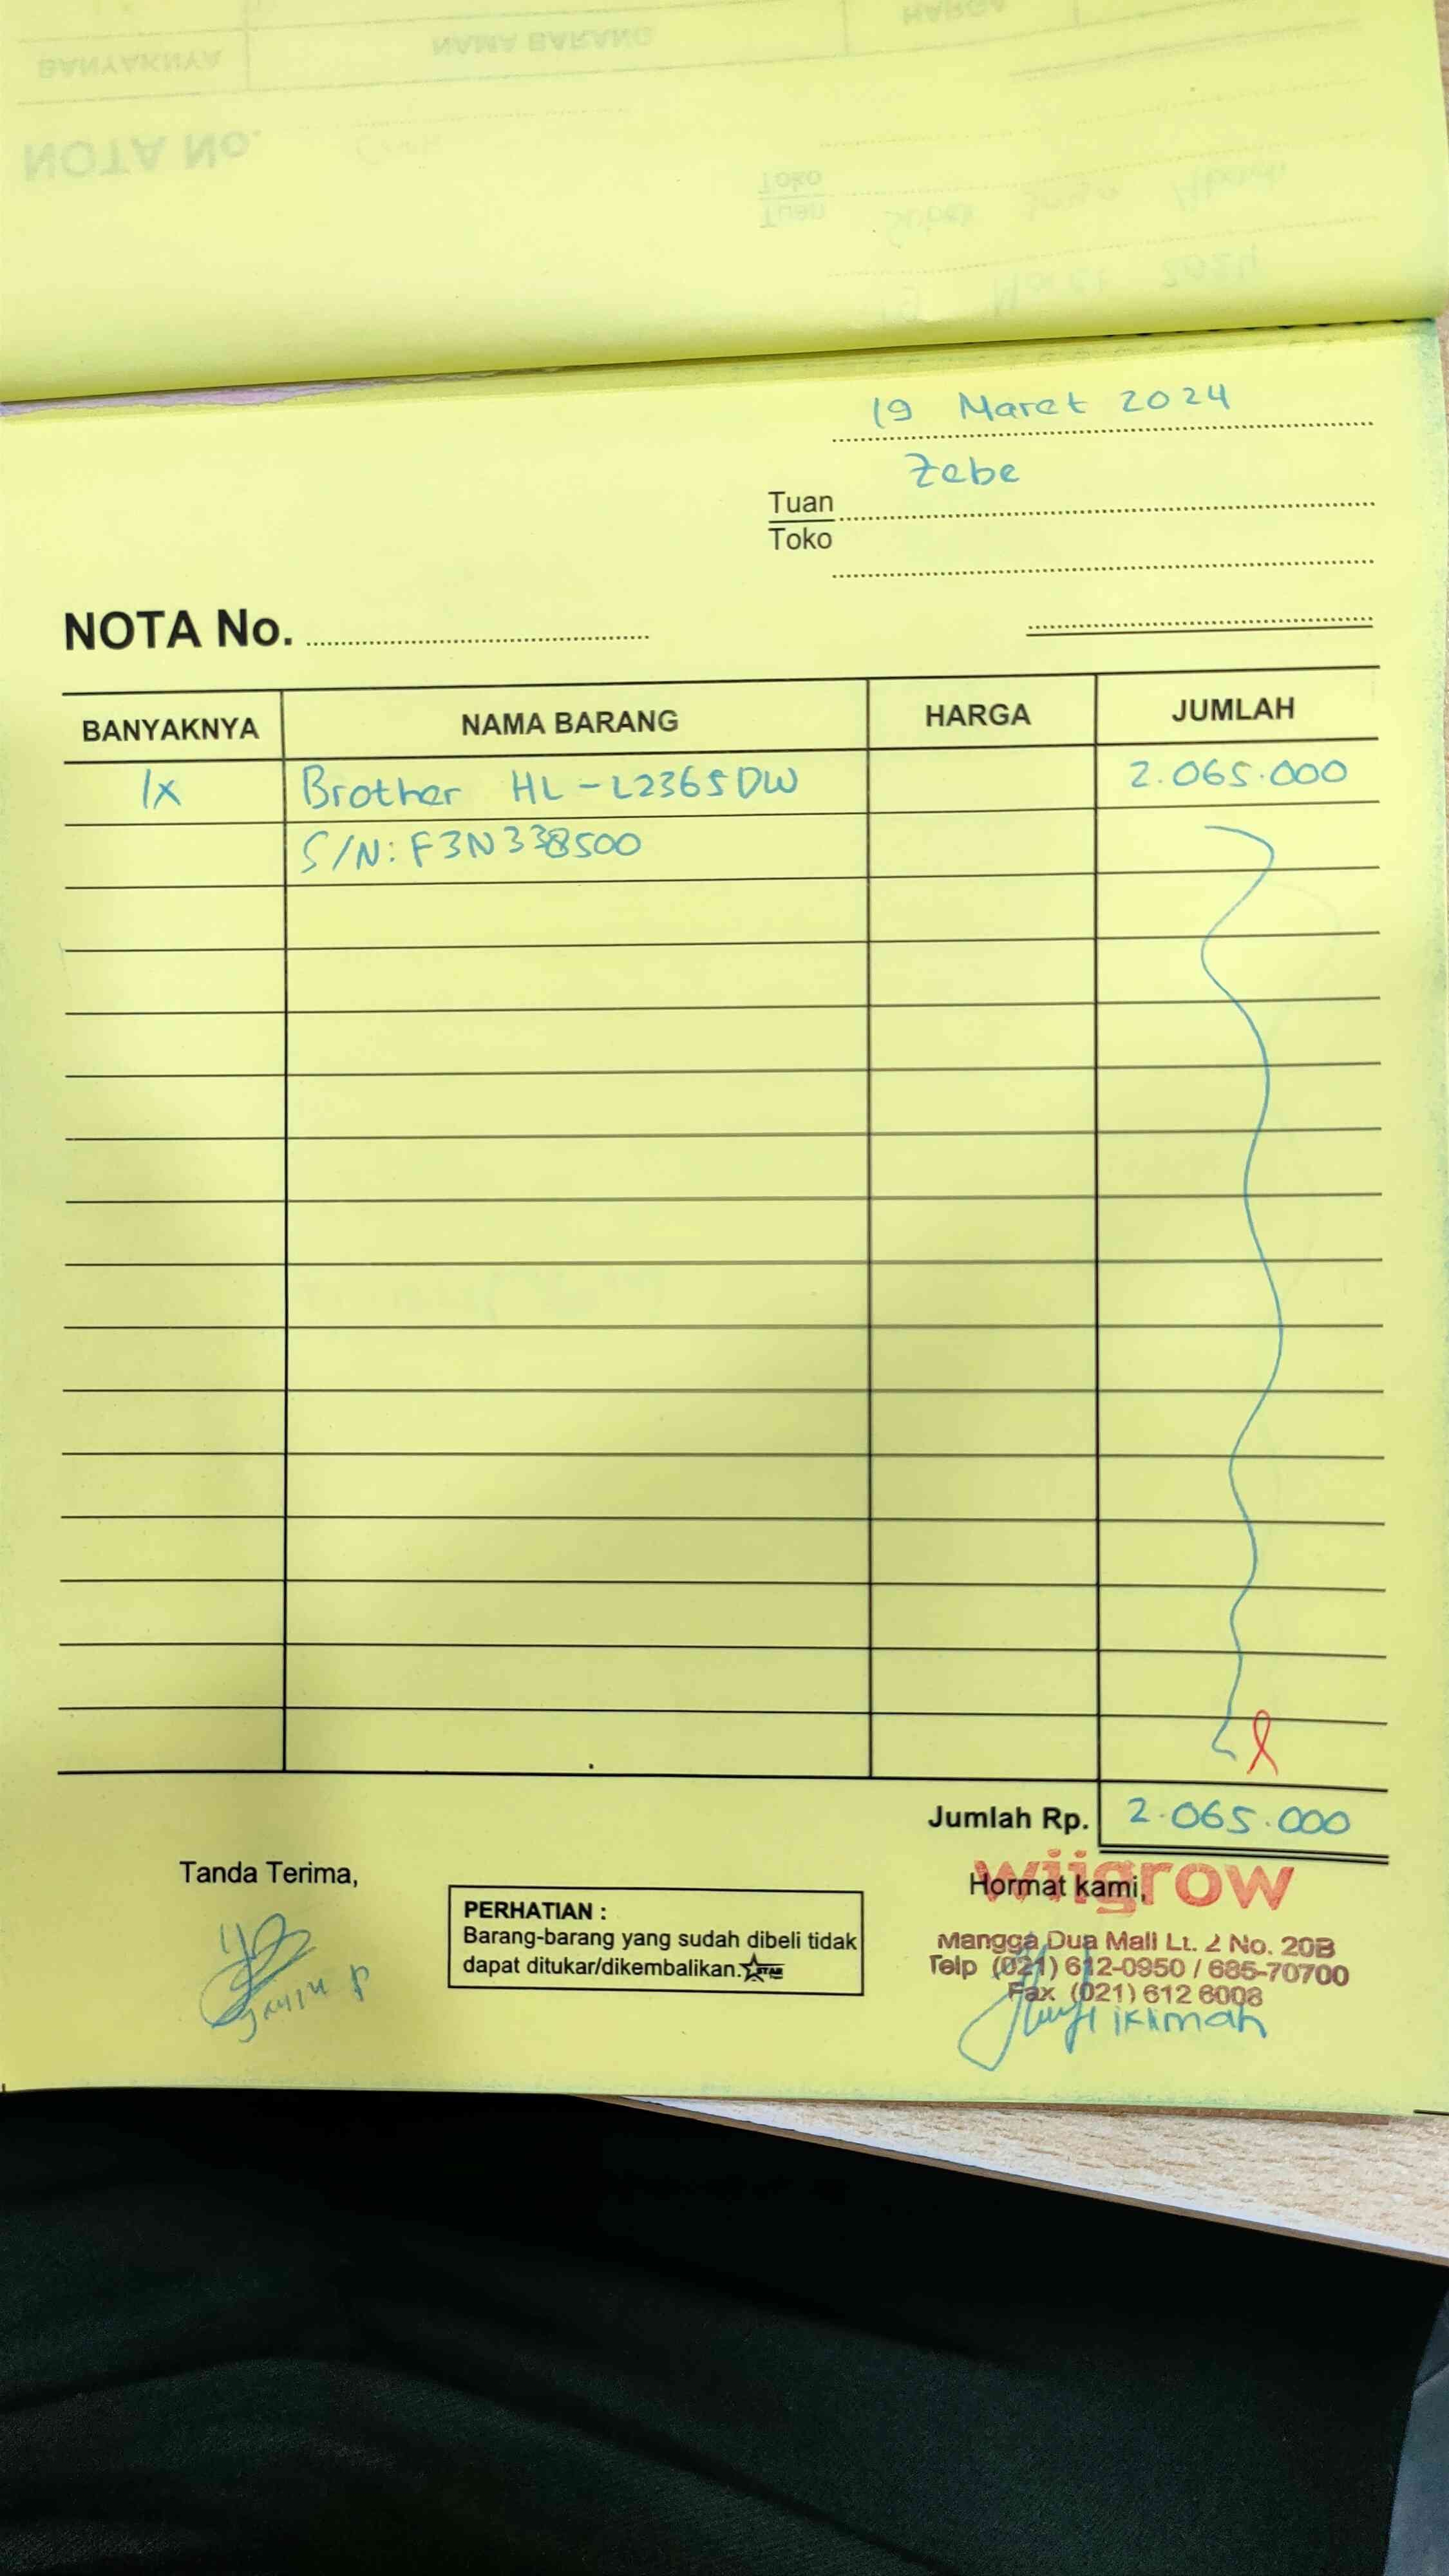 19 Maret 2024
Zebe
Tuan
Toko
NOTA No.
BANYAKNYA NAMA BARANG HARGA JUMLAH
1x Brother HL-L2365DW 2.065.000
S/N: F3N338500
Jumlah Rp. 2.065.000
Tanda Terima,
PERHATIAN :
Barang-barang yang sudah dibeli tidak
dapat ditukar/dikembalikan. STAR
Hormat kami,
wiigrow
Mangga Dua Mall Lt. 2 No. 20B
Telp (021) 612-0950 / 685-70700
Fax (021) 612 6008
iklimah